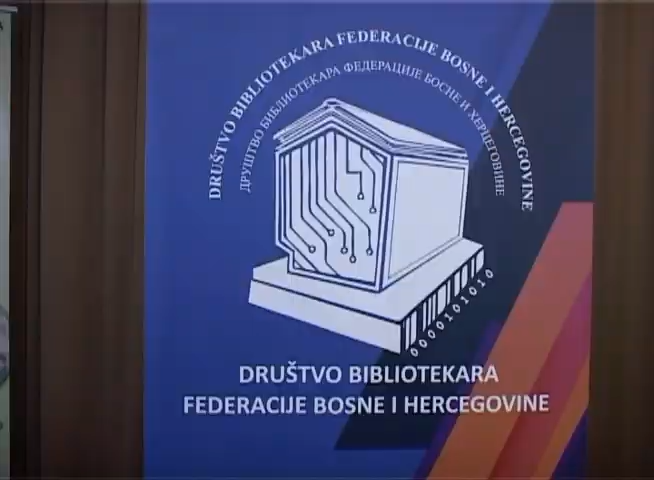 DRUŠTVO BIBLIOTEKARA FEDERACIJE BOSNE I HERCEGOVINE
ДРУШТВО БИБЛИОТЕКАРА ФЕДЕРАЦИЈЕ БОСНЕ И ХЕРЦЕГОВИНЕ
0000101010
DRUŠTVO BIBLIOTEKARA
FEDERACIJE BOSNE I HERCEGOVINE